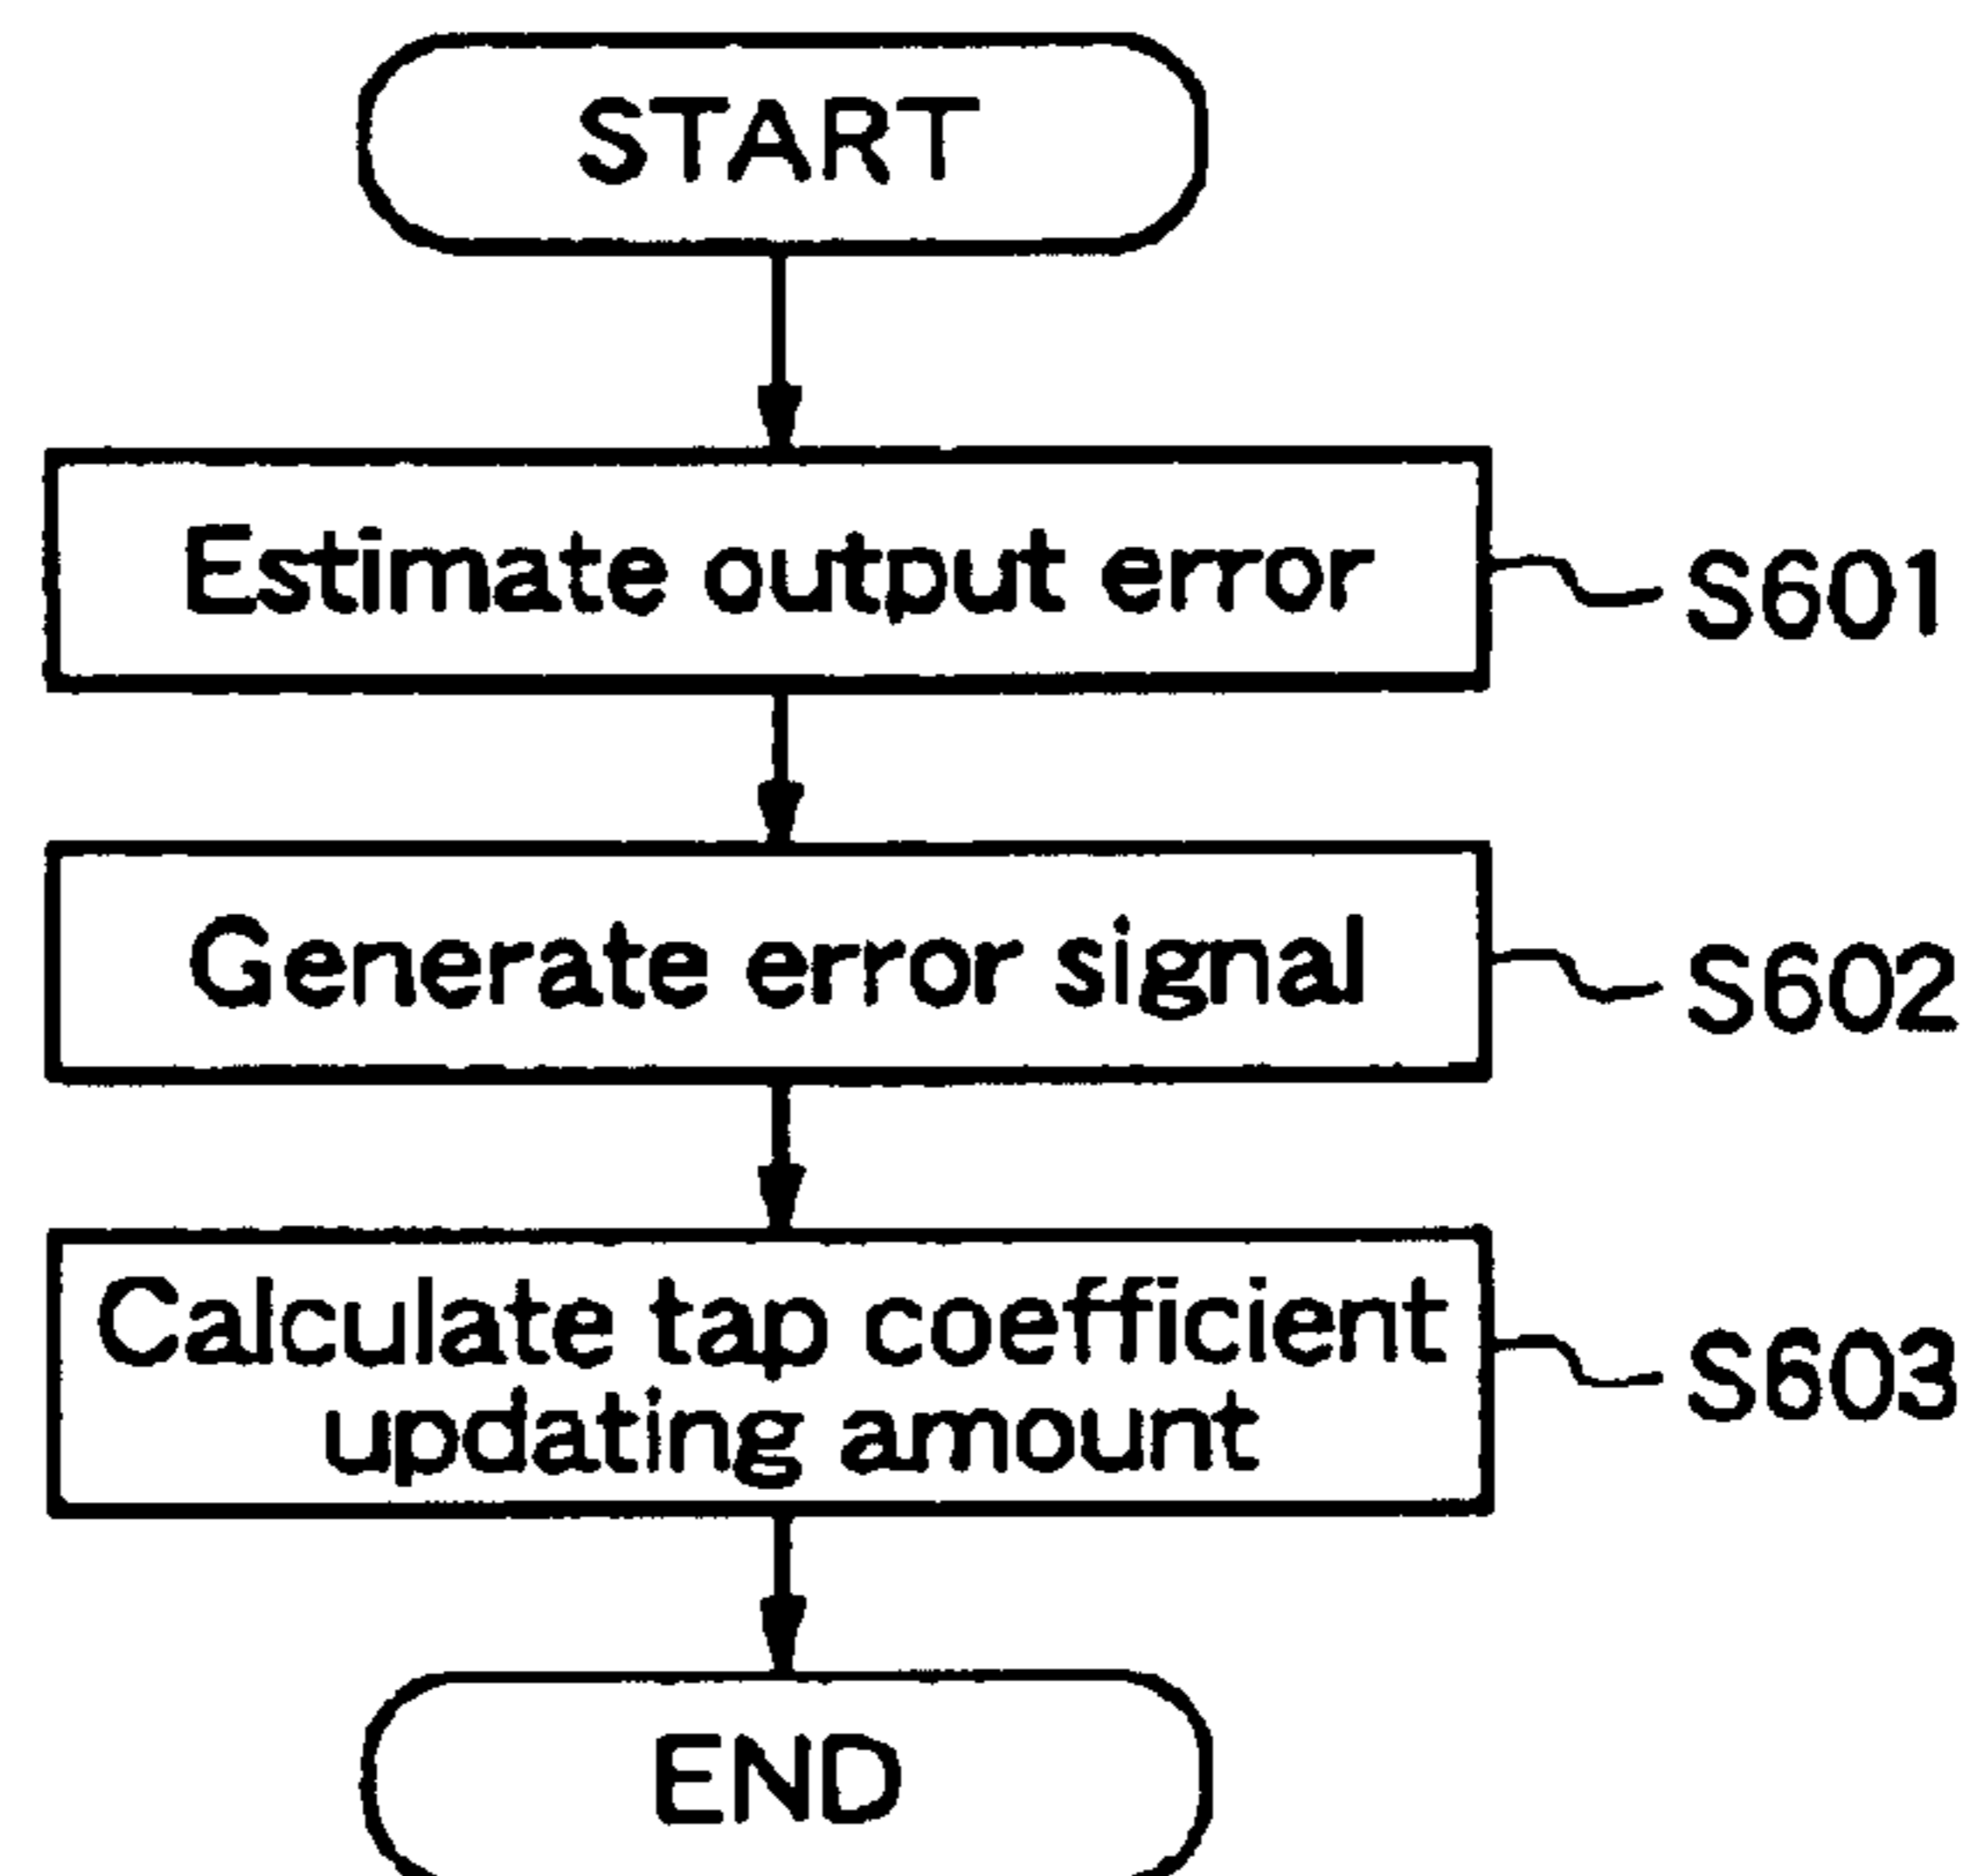 START
Estimate output error
S601
Generate error signal
S602
Calculate tap coefficient
updating amount
S603
END